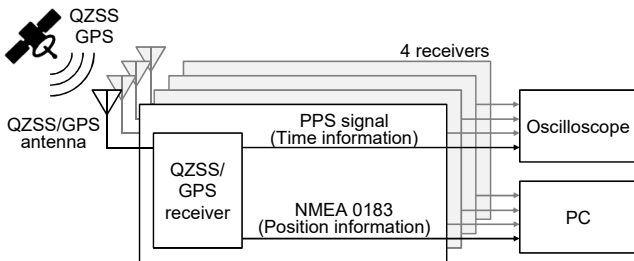 QZSS
GPS
4 receivers
QZSS/GPS
antenna
PPS signal
(Time information)
Oscilloscope
QZSS/
GPS
receiver
NMEA 0183
(Position information)
PC